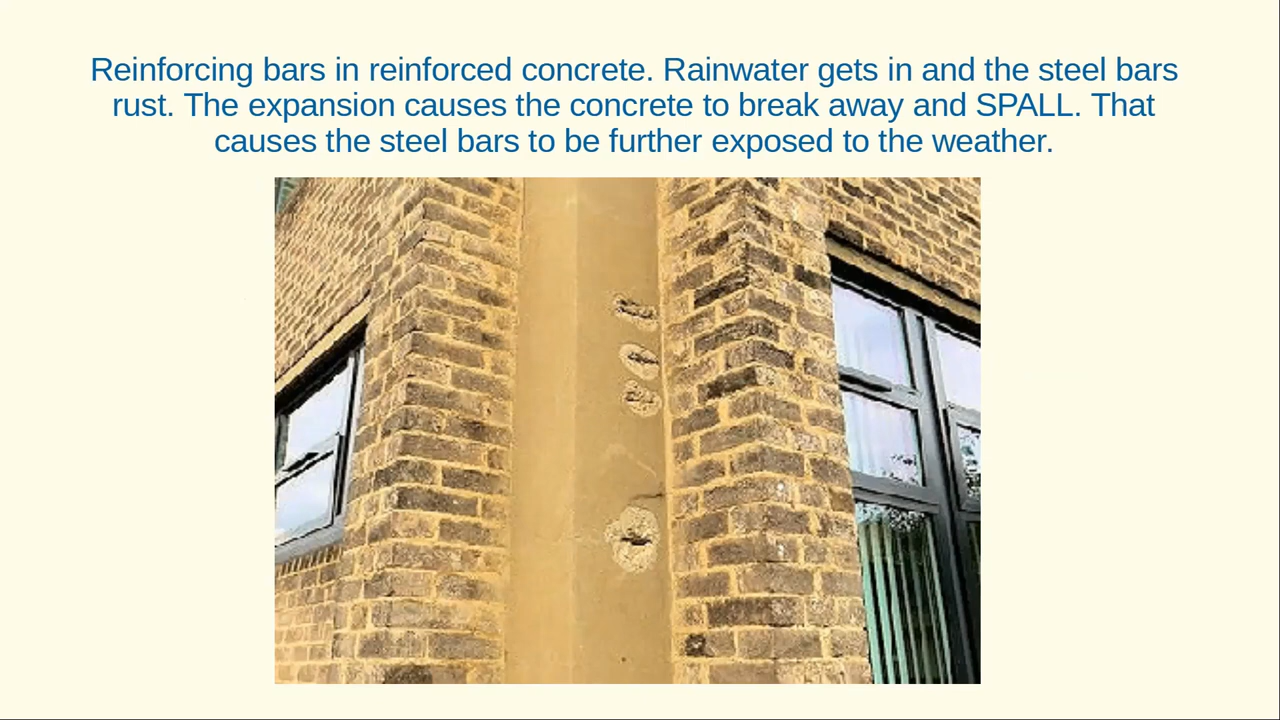 Reinforcing bars in reinforced concrete. Rainwater gets in and the steel bars
rust. The expansion causes the concrete to break away and SPALL. That
causes the steel bars to be further exposed to the weather.